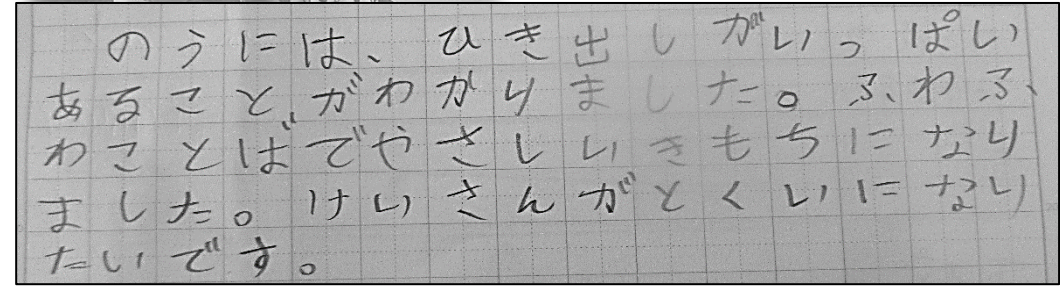 のうには、ひき出しがいっぱい
あることがわかりました。ふわふ
わことばでやさしいきもちになり
ました。けいさんがとくいになり
たいです。